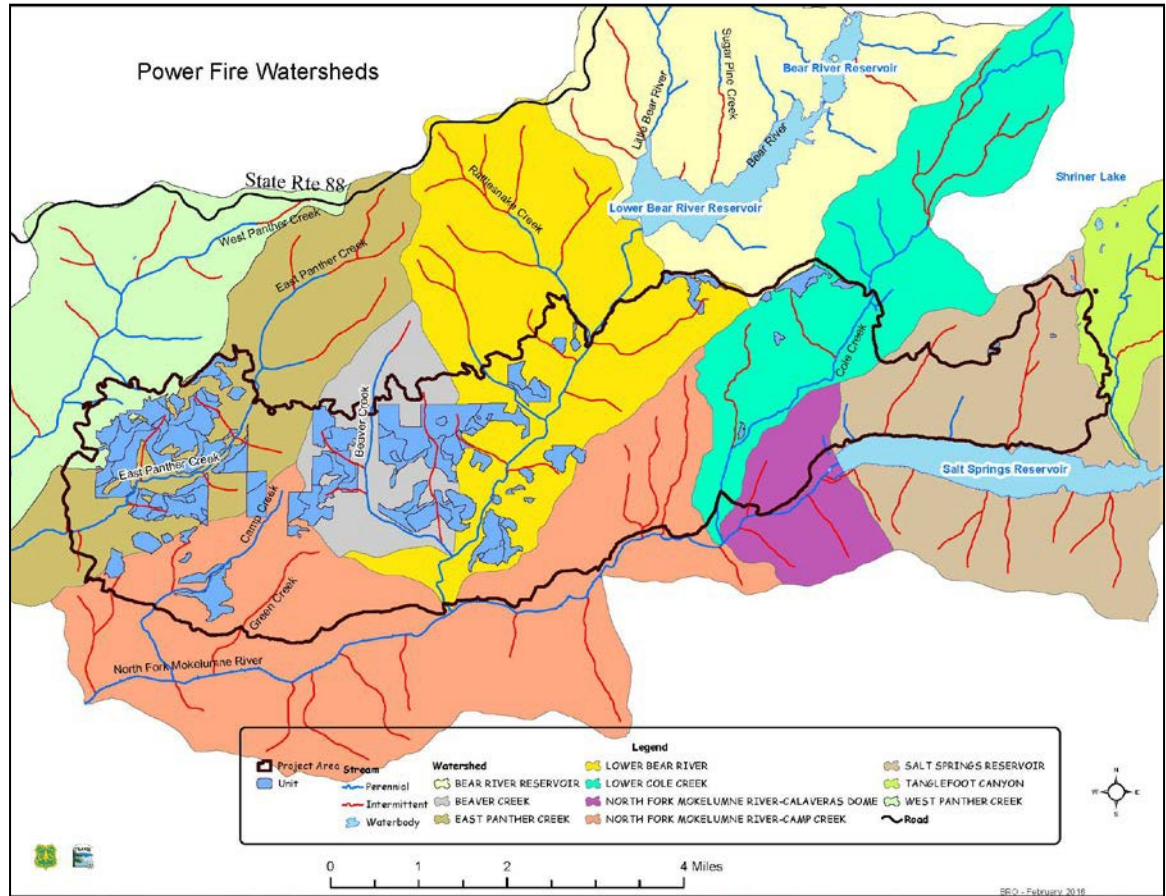 Power Fire Watersheds
Bear River Reservoir
Sugar Pine Creek
Little Bear River
Bear River
Rattlesnake Creek
State Rte 88
Shriner Lake
West Panther Creek
Lower Bear River Reservoir
East Panther Creek
Cole Creek
Beaver Creek
East Panther Creek
Salt Springs Reservoir
Camp Creek
Green Creek
North Fork Mokelumne River
Legend
Project Area
Unit
Stream
Perennial
Intermittent
Waterbody
Watershed
BEAR RIVER RESERVOIR
BEAVER CREEK
EAST PANTHER CREEK
LOWER BEAR RIVER
LOWER COLE CREEK
NORTH FORK MOKELUMNE RIVER-CALAVERAS DOME
NORTH FORK MOKELUMNE RIVER-CAMP CREEK
SALT SPRINGS RESERVOIR
TANGLEFOOT CANYON
WEST PANTHER CREEK
Road
N
W E
S
0 1 2 4 Miles
BRO - February, 2016